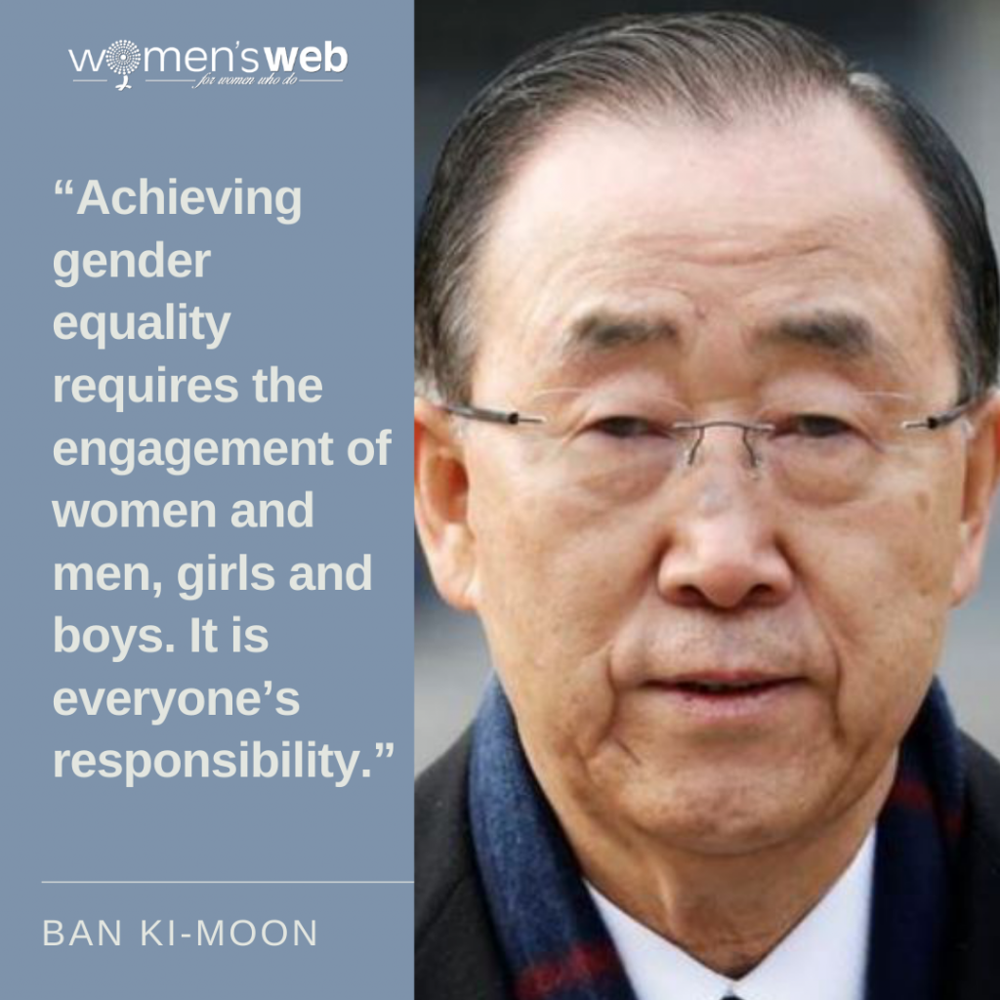 women's web
for women who do
“Achieving
gender
equality
requires the
engagement of
women and
men, girls and
boys. It is
everyone’s
responsibility.”
BAN KI-MOON